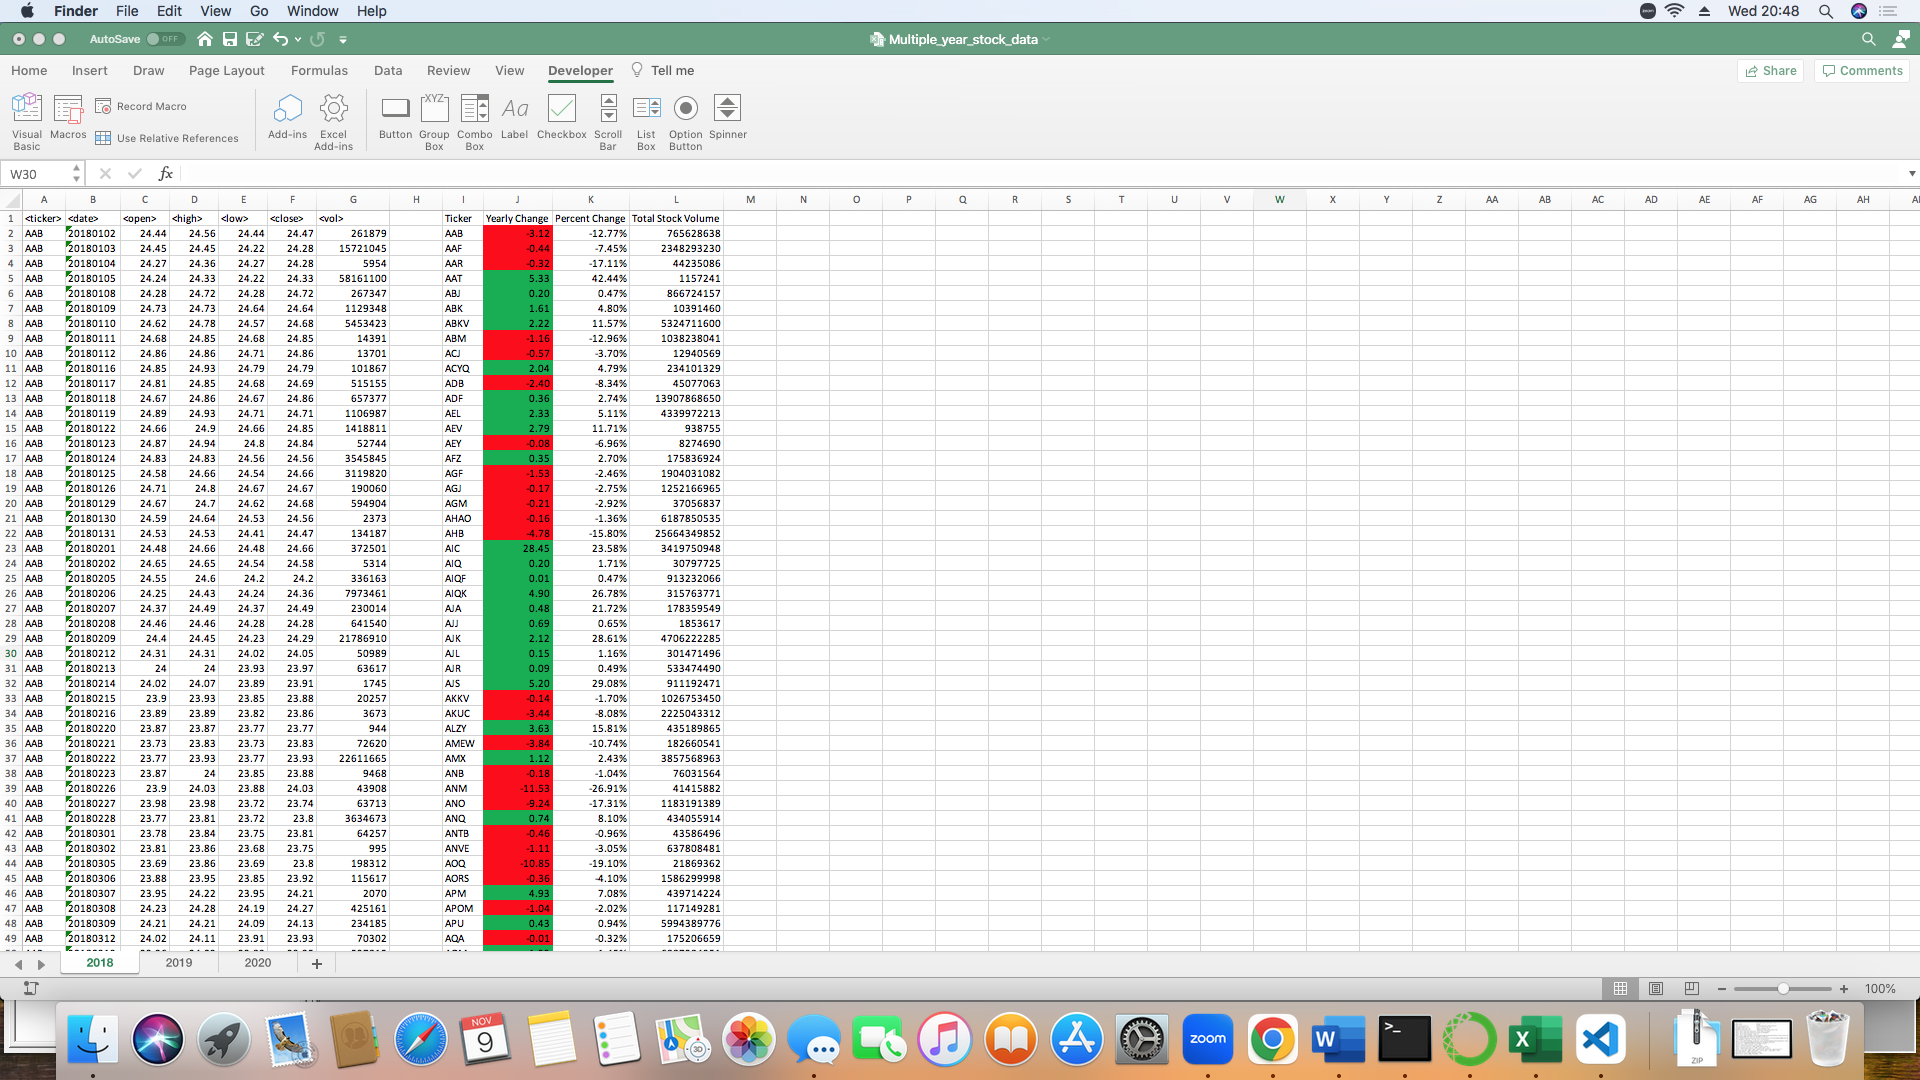 Finder File Edit View Go Window Help
zoom Wed 20:48
AutoSave OFF Multiple_year_stock_data
Home Insert Draw Page Layout Formulas Data Review View Developer Tell me Share Comments
Record Macro
Use Relative References
Visual Basic Macros Add-ins Excel Add-ins Button Group Box Combo Box Label Checkbox Scroll Bar List Box Option Button Spinner
W30 fx
A B C D E F G H I J K L M N O P Q R S T U V W X Y Z AA AB AC AD AE AF AG AH
1 <ticker> <date> <open> <high> <low> <close> <vol> Ticker Yearly Change Percent Change Total Stock Volume
2 AAB 20180102 24.44 24.56 24.44 24.47 261879 AAB -3.12 -12.77% 765628638
3 AAB 20180103 24.45 24.45 24.22 24.28 15721045 AAF -0.44 -7.45% 2348293230
4 AAB 20180104 24.27 24.36 24.27 24.28 5954 AAR -0.32 -17.11% 44235086
5 AAB 20180105 24.24 24.33 24.22 24.33 58161100 AAT 5.33 42.44% 1157241
6 AAB 20180108 24.28 24.72 24.28 24.72 267347 ABJ 0.20 0.47% 866724157
7 AAB 20180109 24.73 24.73 24.64 24.64 1129348 ABK 1.61 4.80% 10391460
8 AAB 20180110 24.62 24.78 24.57 24.68 5453423 ABKV 2.22 11.57% 5324711600
9 AAB 20180111 24.68 24.85 24.68 24.85 14391 ABM -1.16 -12.96% 1038238041
10 AAB 20180112 24.86 24.86 24.71 24.86 13701 ACJ -0.57 -3.70% 12940569
11 AAB 20180116 24.85 24.93 24.79 24.79 101867 ACYQ 2.04 4.79% 234101329
12 AAB 20180117 24.81 24.85 24.68 24.69 515155 ADB -2.40 -8.34% 45077063
13 AAB 20180118 24.67 24.86 24.67 24.86 657377 ADF 0.36 2.74% 13907868650
14 AAB 20180119 24.89 24.93 24.71 24.71 1106987 AEL 2.33 5.11% 4339972213
15 AAB 20180122 24.66 24.9 24.66 24.85 1418811 AEV 2.79 11.71% 938755
16 AAB 20180123 24.87 24.94 24.8 24.84 52744 AEY -0.08 -6.96% 8274690
17 AAB 20180124 24.83 24.83 24.56 24.56 3545845 AFZ 0.35 2.70% 175836924
18 AAB 20180125 24.58 24.66 24.54 24.66 3119820 AGF -1.53 -2.46% 1904031082
19 AAB 20180126 24.71 24.8 24.67 24.67 190060 AGJ -0.17 -2.75% 1252166965
20 AAB 20180129 24.67 24.7 24.62 24.68 594904 AGM -0.21 -2.92% 37056837
21 AAB 20180130 24.59 24.64 24.53 24.56 2373 AHAO -0.16 -1.36% 6187850535
22 AAB 20180131 24.53 24.53 24.41 24.47 134187 AHB -4.78 -15.80% 25664349852
23 AAB 20180201 24.48 24.66 24.48 24.66 372501 AIC 28.45 23.58% 3419750948
24 AAB 20180202 24.65 24.65 24.54 24.58 5314 AIQ 0.20 1.71% 30797725
25 AAB 20180205 24.55 24.6 24.2 24.2 336163 AIQF 0.01 0.47% 913232066
26 AAB 20180206 24.25 24.43 24.24 24.36 7973461 AIQK 4.90 26.78% 315763771
27 AAB 20180207 24.37 24.49 24.37 24.49 230014 AJA 0.48 21.72% 178359549
28 AAB 20180208 24.46 24.46 24.28 24.28 641540 AJJ 0.69 0.65% 1853617
29 AAB 20180209 24.4 24.45 24.23 24.29 21786910 AJK 2.12 28.61% 4706222285
30 AAB 20180212 24.31 24.31 24.02 24.05 50989 AJL 0.15 1.16% 301471496
31 AAB 20180213 24 24 23.93 23.97 63617 AJR 0.09 0.49% 533474490
32 AAB 20180214 24.02 24.07 23.89 23.91 1745 AJS 5.20 29.08% 911192471
33 AAB 20180215 23.9 23.93 23.85 23.88 20257 AKKV -0.14 -1.70% 1026753450
34 AAB 20180216 23.89 23.89 23.82 23.86 3673 AKUC -3.44 -8.08% 2225043312
35 AAB 20180220 23.87 23.87 23.77 23.77 944 ALZY 3.63 15.81% 435189865
36 AAB 20180221 23.73 23.83 23.73 23.83 72620 AMEW -3.84 -10.74% 182660541
37 AAB 20180222 23.77 23.93 23.77 23.93 22611665 AMX 1.12 2.43% 3857568963
38 AAB 20180223 23.87 24 23.85 23.88 9468 ANB -0.18 -1.04% 76031564
39 AAB 20180226 23.9 24.03 23.88 24.03 43908 ANM -11.53 -26.91% 41415882
40 AAB 20180227 23.98 23.98 23.72 23.74 63713 ANO -9.24 -17.31% 1183191389
41 AAB 20180228 23.77 23.81 23.72 23.8 3634673 ANQ 0.74 8.10% 434055914
42 AAB 20180301 23.78 23.84 23.75 23.81 64257 ANTB -0.46 -0.96% 43586496
43 AAB 20180302 23.81 23.86 23.68 23.75 995 ANVE -1.11 -3.05% 637808481
44 AAB 20180305 23.69 23.86 23.69 23.8 198312 AOQ -10.85 -19.10% 21869362
45 AAB 20180306 23.88 23.95 23.85 23.92 115617 AORS -0.36 -4.10% 1586299998
46 AAB 20180307 23.95 24.22 23.95 24.21 2070 APM 4.93 7.08% 439714224
47 AAB 20180308 24.23 24.28 24.19 24.27 425161 APOM -1.04 -2.02% 117149281
48 AAB 20180309 24.21 24.21 24.09 24.13 234185 APU 0.43 0.94% 5994389776
49 AAB 20180312 24.02 24.11 23.91 23.93 70302 AQA -0.01 -0.32% 175206659
2018 2019 2020 +
100%
NOV 9 3D zoom W >_ X ZIP